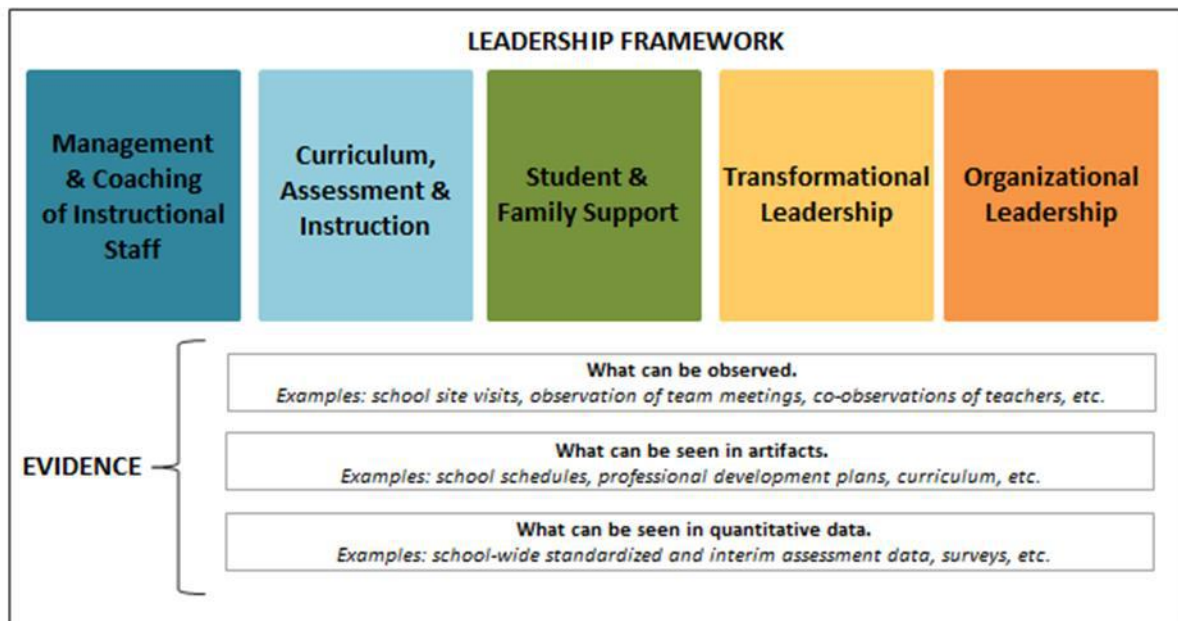 LEADERSHIP FRAMEWORK
Management
& Coaching
of Instructional
Staff
Curriculum,
Assessment &
Instruction
Student &
Family Support
Transformational
Leadership
Organizational
Leadership
EVIDENCE
What can be observed.
Examples: school site visits, observation of team meetings, co-observations of teachers, etc.
What can be seen in artifacts.
Examples: school schedules, professional development plans, curriculum, etc.
What can be seen in quantitative data.
Examples: school-wide standardized and interim assessment data, surveys, etc.